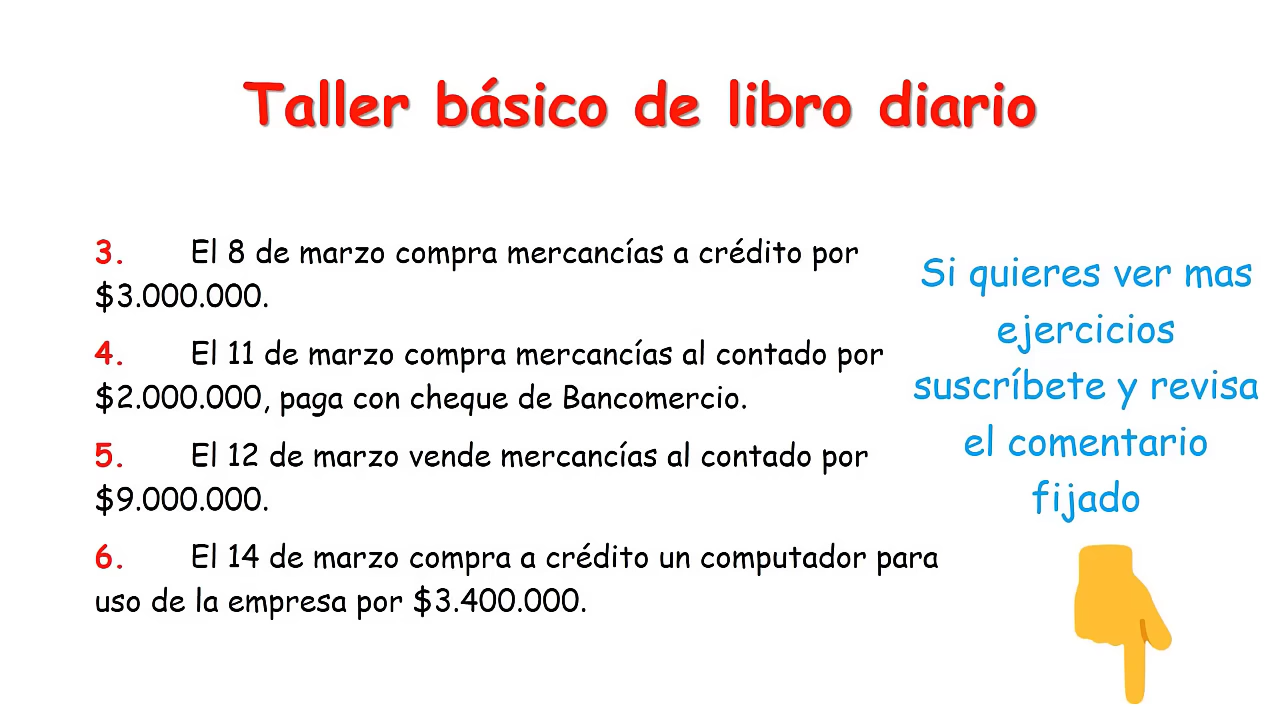 Taller básico de libro diario
3. El 8 de marzo compra mercancías a crédito por
$3.000.000.
4. El 11 de marzo compra mercancías al contado por
$2.000.000, paga con cheque de Bancomercio.
5. El 12 de marzo vende mercancías al contado por
$9.000.000.
6. El 14 de marzo compra a crédito un computador para
uso de la empresa por $3.400.000.
Si quieres ver mas
ejercicios
suscríbete y revisa
el comentario
fijado